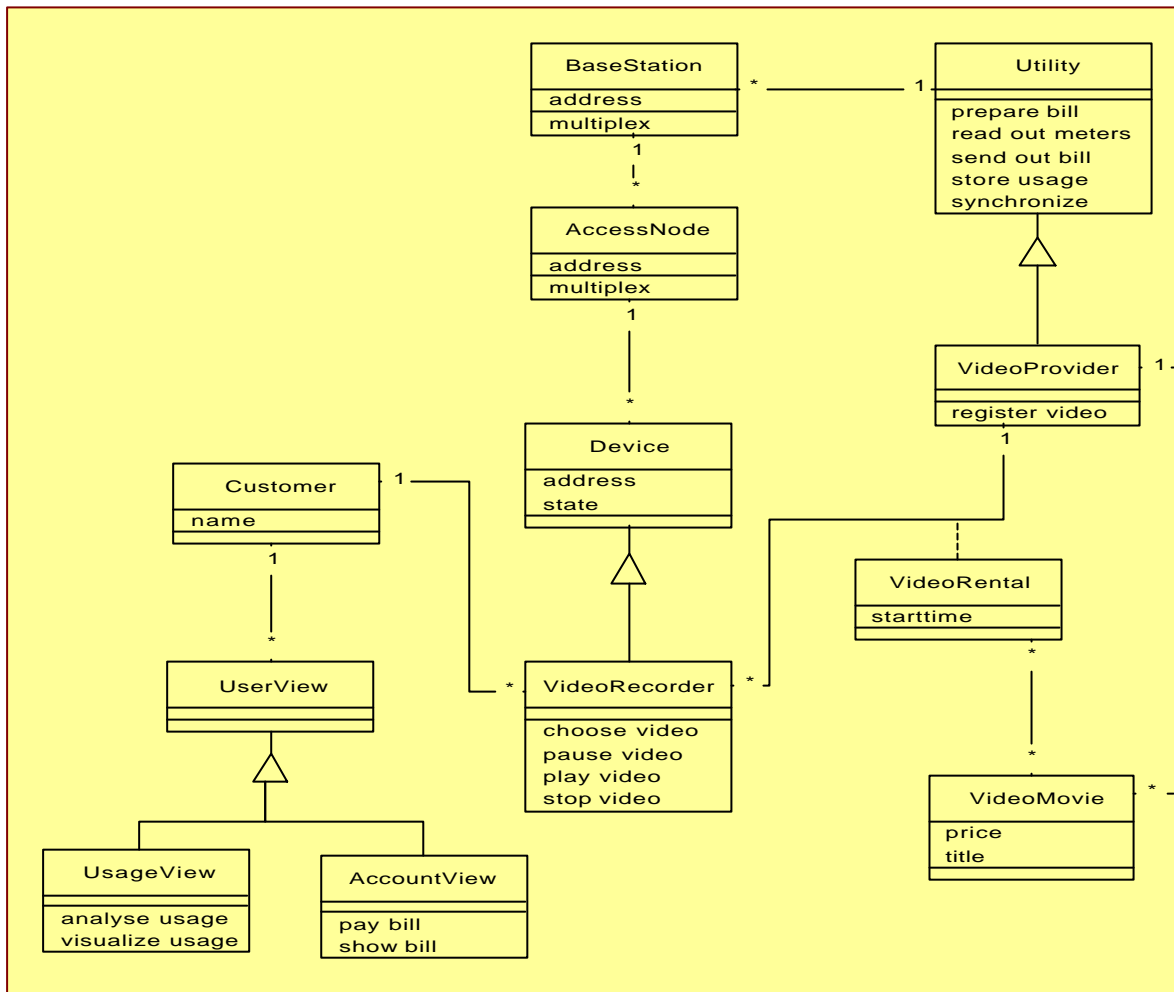 BaseStation
address
multiplex
*
1
Utility
prepare bill
read out meters
send out bill
store usage
synchronize
1
*
AccessNode
address
multiplex
1
*
VideoProvider
register video
1
1
Device
address
state
Customer
name
1
1
*
VideoRental
starttime
*
*
UserView
*
VideoRecorder
choose video
pause video
play video
stop video
*
VideoMovie
price
title
*
UsageView
analyse usage
visualize usage
AccountView
pay bill
show bill